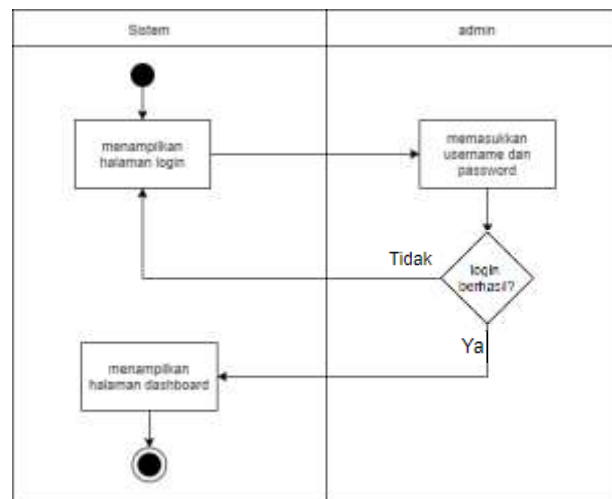 Sistem
admin
menampilkan
halaman login
memasukkan
username dan
password
Tidak
login
berhasil?
Ya
menampilkan
halaman dashboard